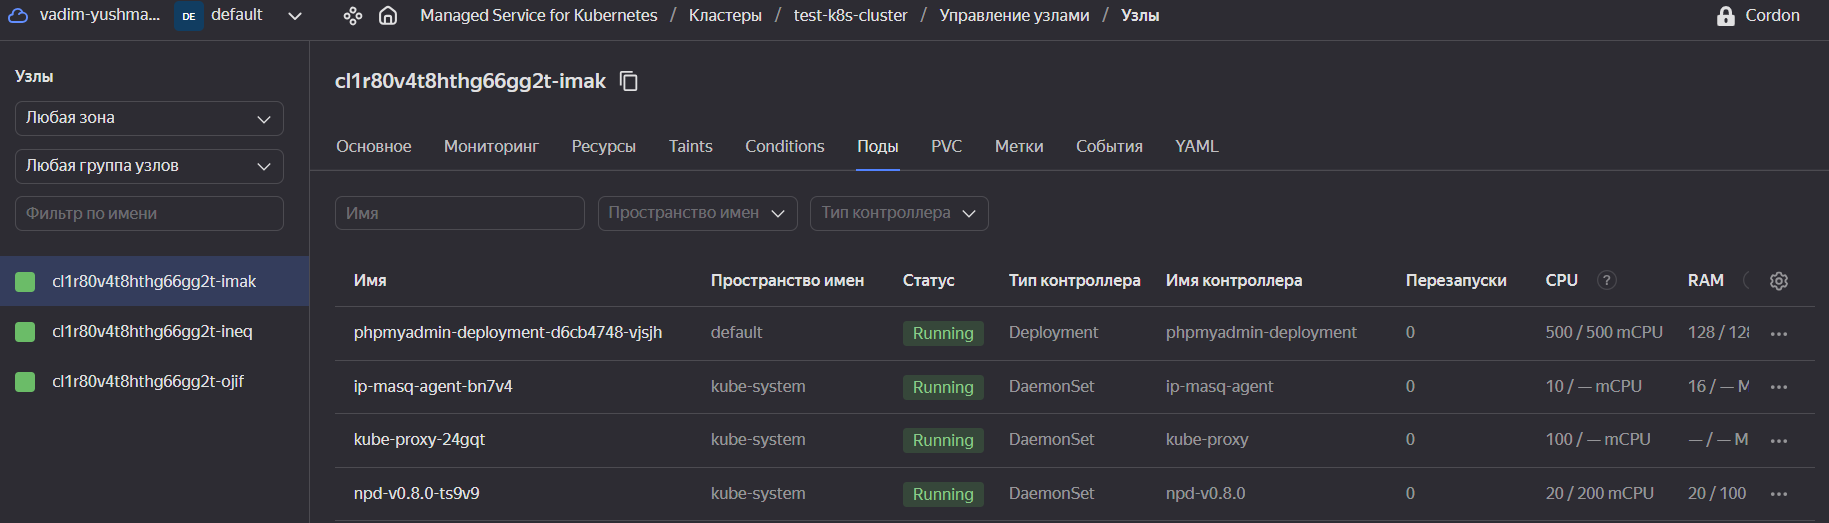 vadim-yushma... DE default Managed Service for Kubernetes / Кластеры / test-k8s-cluster / Управление узлами / Узлы Cordon
Узлы
Любая зона
Любая группа узлов
Фильтр по имени
cl1r80v4t8hthg66gg2t-imak
cl1r80v4t8hthg66gg2t-ineq
cl1r80v4t8hthg66gg2t-ojif
cl1r80v4t8hthg66gg2t-imak
Основное Мониторинг Ресурсы Taints Conditions Поды PVC Метки События YAML
Имя Пространство имен Тип контроллера
Имя Пространство имен Статус Тип контроллера Имя контроллера Перезапуски CPU ? RAM
phpmyadmin-deployment-d6cb4748-vjsjh default Running Deployment phpmyadmin-deployment 0 500 / 500 mCPU 128 / 128 ...
ip-masq-agent-bn7v4 kube-system Running DaemonSet ip-masq-agent 0 10 / — mCPU 16 / — M ...
kube-proxy-24gqt kube-system Running DaemonSet kube-proxy 0 100 / — mCPU — / — M ...
npd-v0.8.0-ts9v9 kube-system Running DaemonSet npd-v0.8.0 0 20 / 200 mCPU 20 / 100 ...